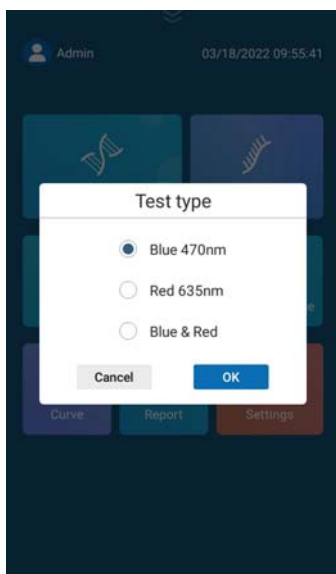 Admin
03/18/2022 09:55:41
Test type
Blue 470nm
Red 635nm
Blue & Red
Cancel
OK
e
Curve
Report
Settings